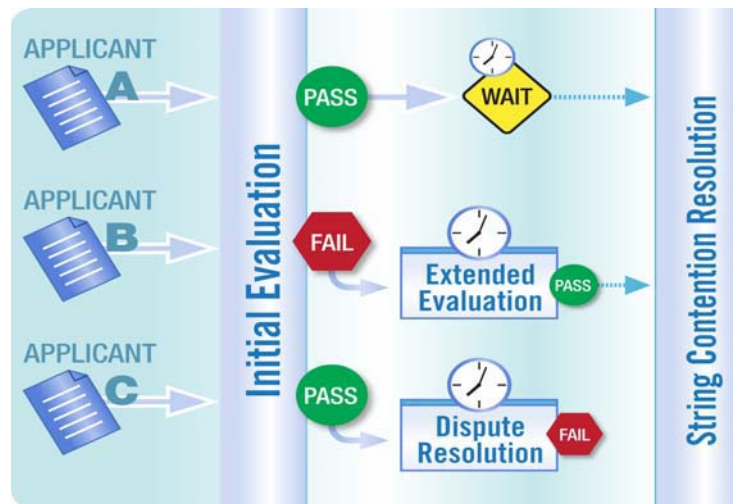 APPLICANT
A
PASS
WAIT
APPLICANT
B
FAIL
Extended
Evaluation
PASS
APPLICANT
C
PASS
Dispute
Resolution
FAIL
Initial Evaluation
String Contention Resolution